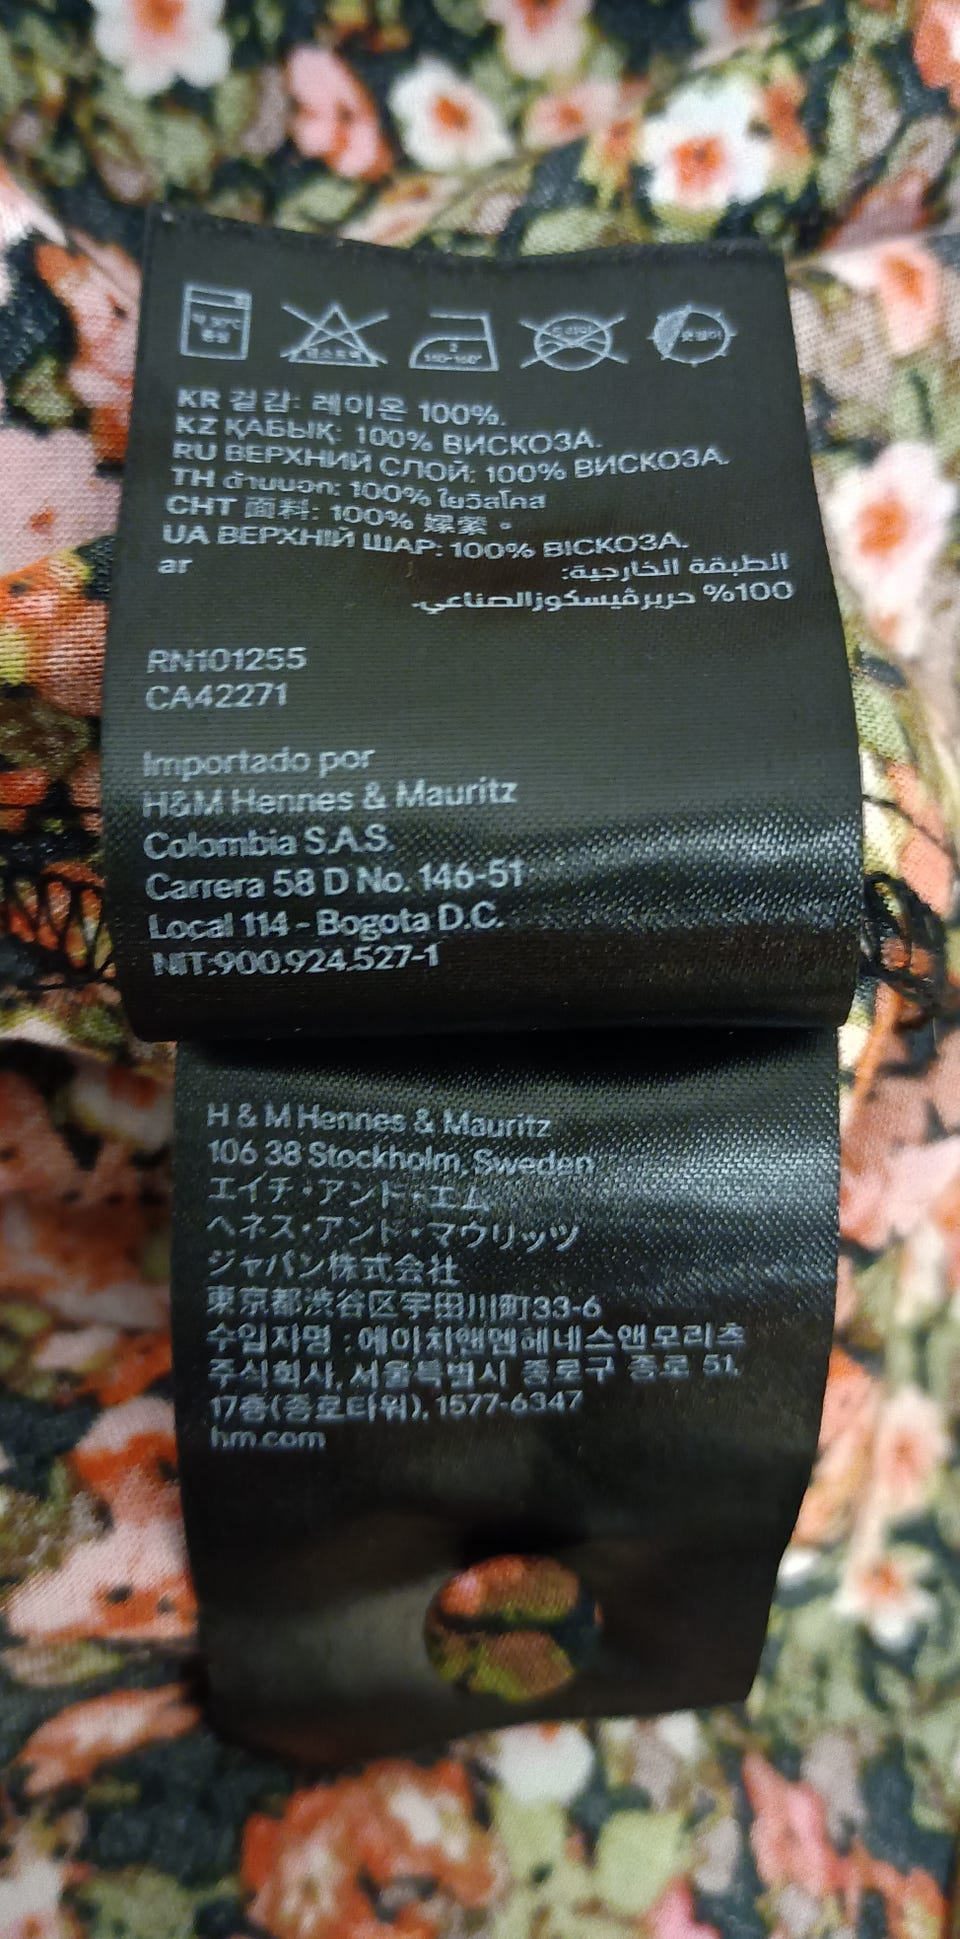 KR 겉감: 레이온 100%.
KZ ҚАБЫҚ: 100% ВИСКОЗА.
RU ВЕРХНИЙ СЛОЙ: 100% ВИСКОЗА.
TH ด้านนอก: 100% ใยวิสโคส
CHT 面料: 100% 嫘縈。
UA ВЕРХНІЙ ШАР: 100% ВІСКОЗА.
ar الطبقة الخارجية:
100% حريرڤيسكوزالصناعي.
RN101255
CA42271
Importado por
H&M Hennes & Mauritz
Colombia S.A.S.
Carrera 58 D No. 146-51
Local 114 - Bogota D.C.
NIT:900.924.527-1
H & M Hennes & Mauritz
106 38 Stockholm, Sweden
エイチ・アンド・エム
ヘネス・アンド・マウリッツ
ジャパン株式会社
東京都渋谷区宇田川町33-6
수입자명 : 에이치앤엠헤네스앤모리츠
주식회사, 서울특별시 종로구 종로 51,
17층(종로타워), 1577-6347
hm.com